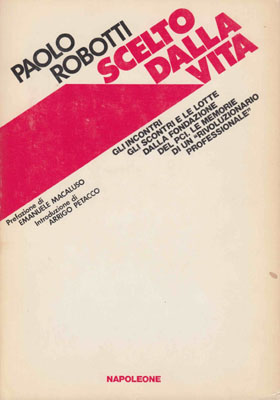 PAOLO
ROBOTTI
SCELTO
DALLA
VITA
GLI INCONTRI
GLI SCONTRI E LE LOTTE
DALLA FONDAZIONE
DEL PCI. LE MEMORIE
DI UN "RIVOLUZIONARIO
PROFESSIONALE"
Prefazione di
EMANUELE MACALUSO
Introduzione di
ARRIGO PETACCO
NAPOLEONE